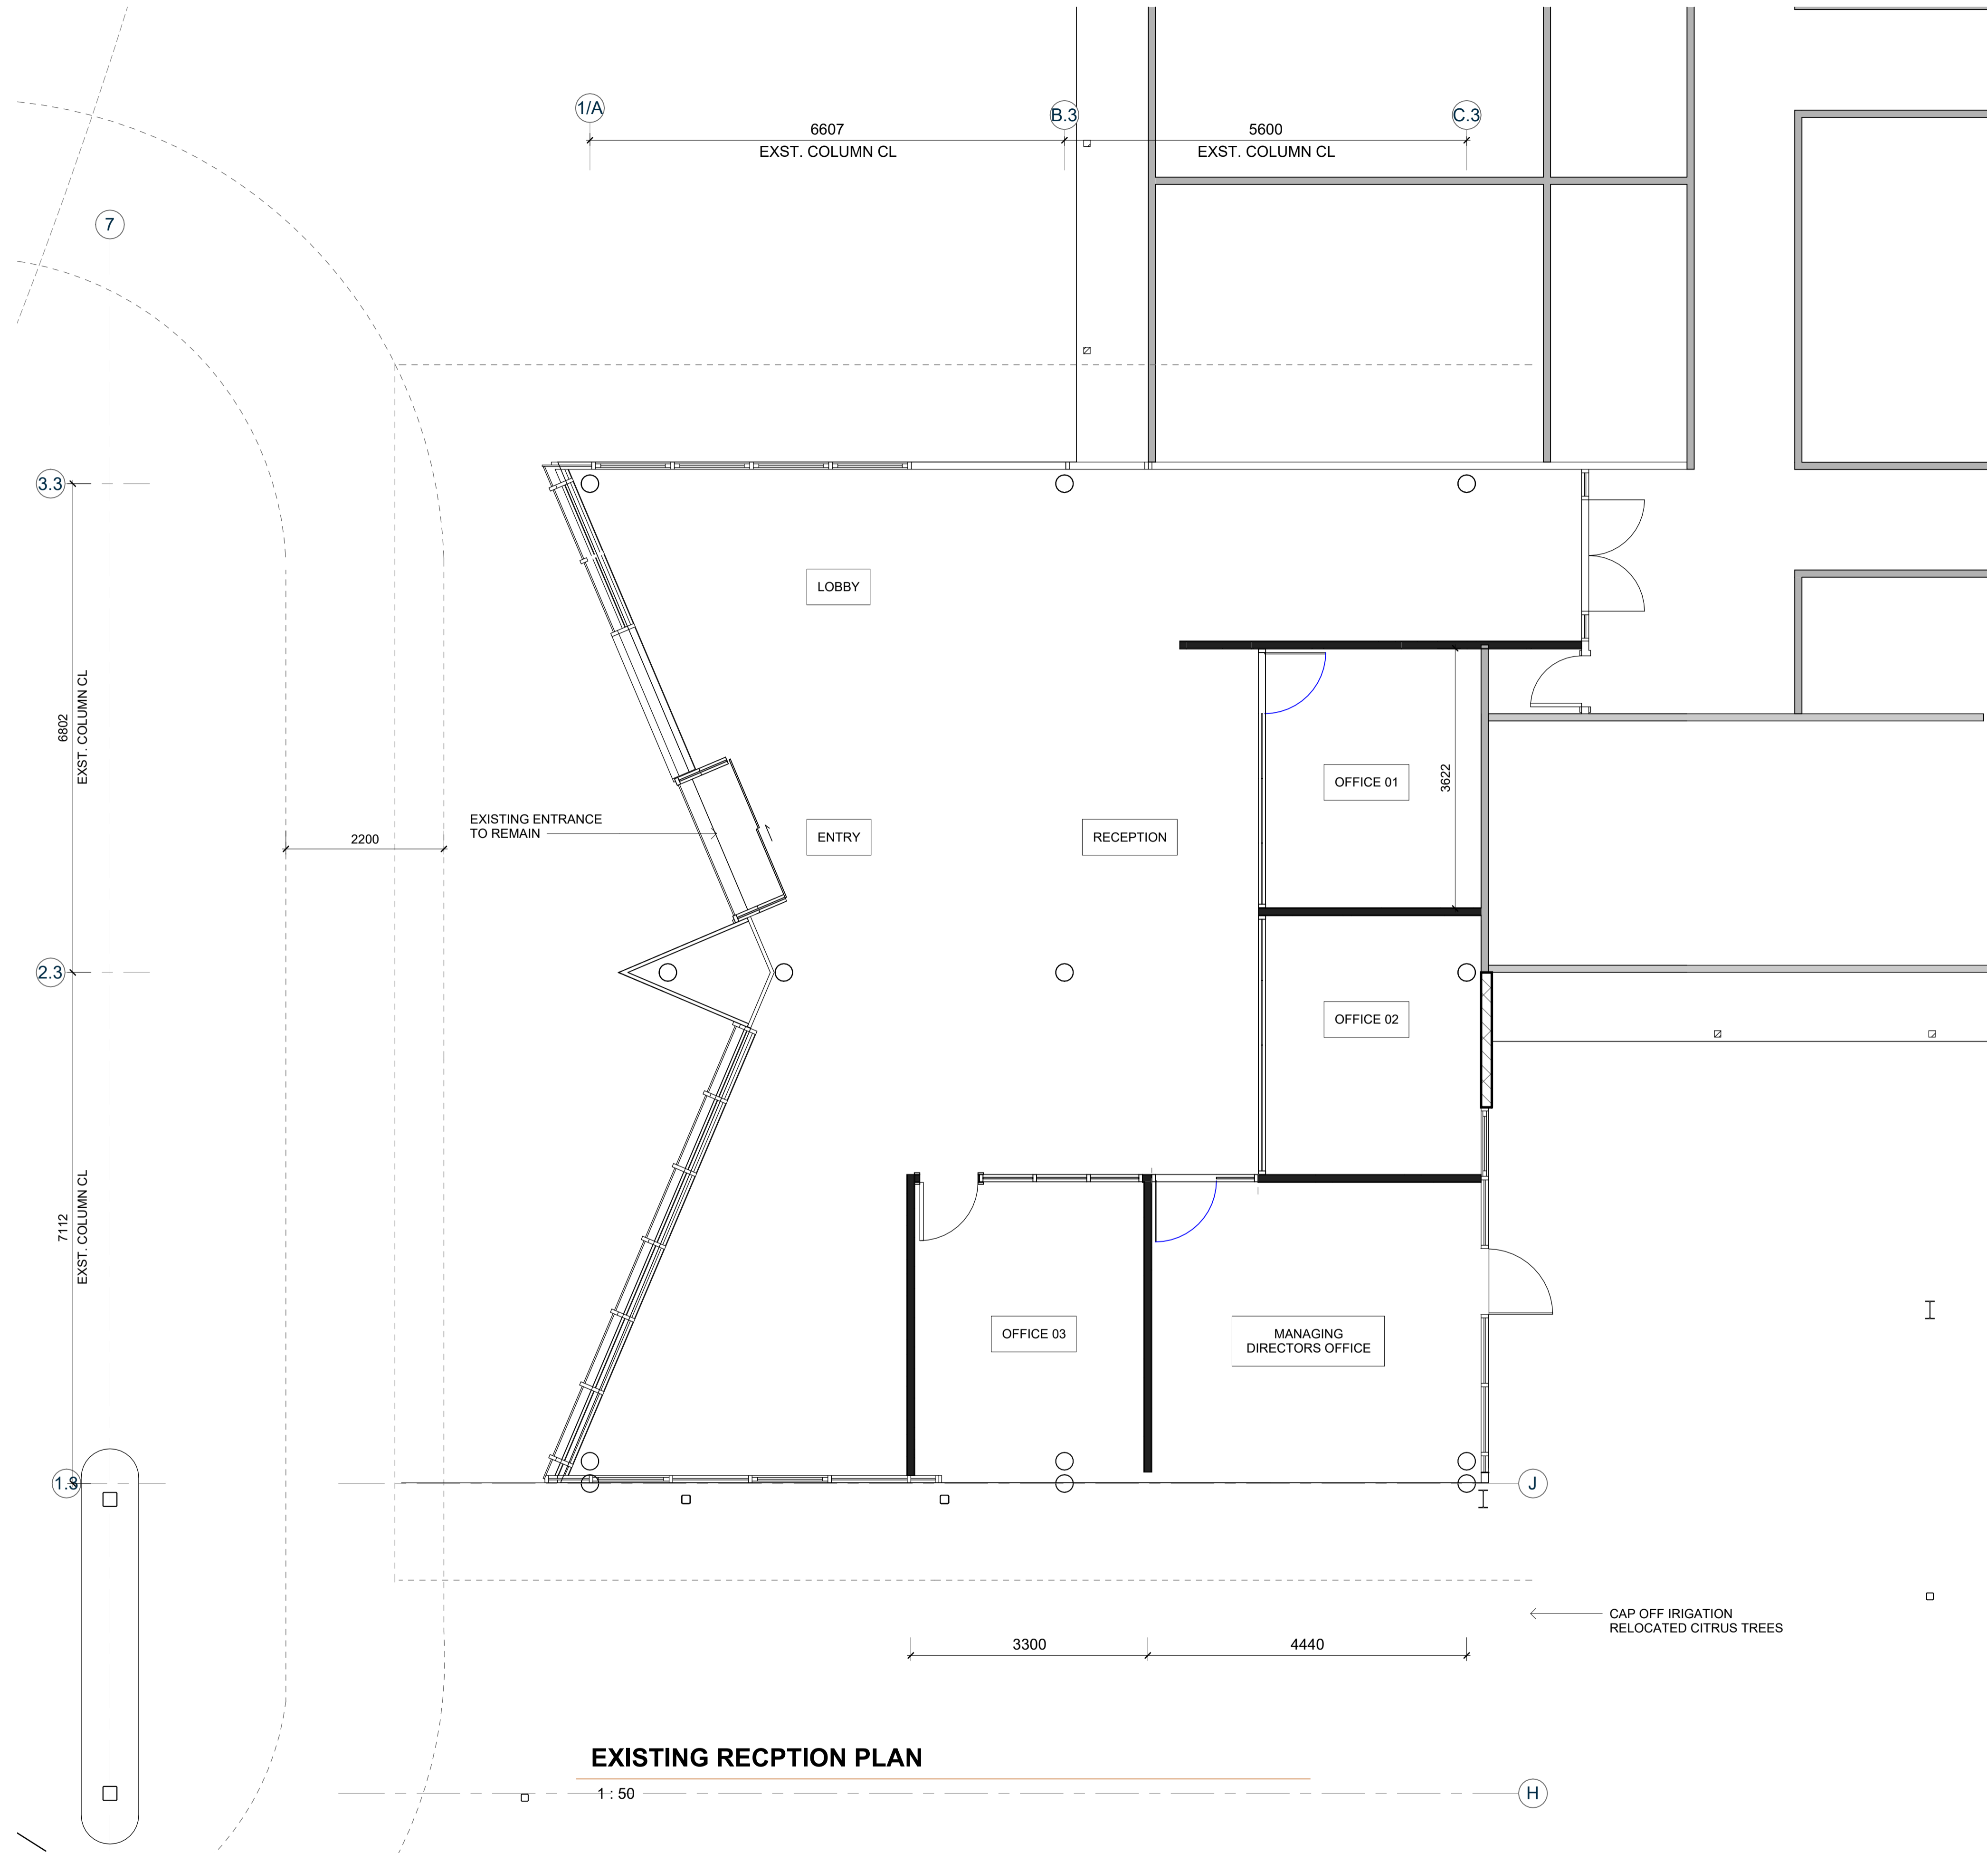 1/A
B.3
C.3
6607
5600
EXST. COLUMN CL
EXST. COLUMN CL
7
3.3
LOBBY
6802
EXST. COLUMN CL
OFFICE 01
3622
EXISTING ENTRANCE
TO REMAIN
2200
ENTRY
RECEPTION
2.3
OFFICE 02
7112
EXST. COLUMN CL
OFFICE 03
MANAGING
DIRECTORS OFFICE
1.3
J
CAP OFF IRIGATION
RELOCATED CITRUS TREES
3300
4440
EXISTING RECPTION PLAN
1 : 50
H